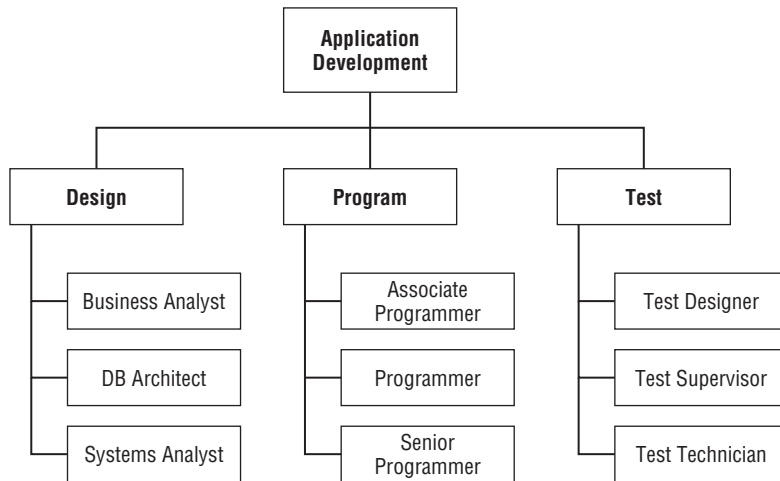 Application
Development
Design
Program
Test
Business Analyst
DB Architect
Systems Analyst
Associate
Programmer
Programmer
Senior
Programmer
Test Designer
Test Supervisor
Test Technician